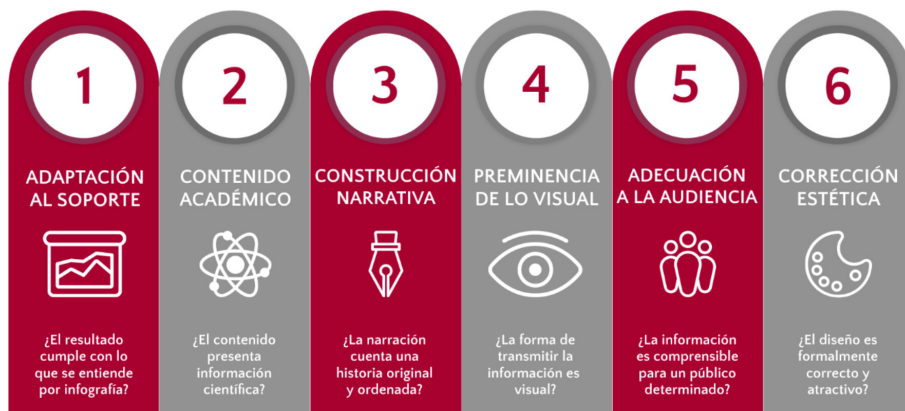 1
ADAPTACIÓN
AL SOPORTE
¿El resultado
cumple con lo
que se entiende
por infografía?
2
CONTENIDO
ACADÉMICO
¿El contenido
presenta
información
científica?
3
CONSTRUCCIÓN
NARRATIVA
¿La narración
cuenta una
historia original
y ordenada?
4
PREMINENCIA
DE LO VISUAL
¿La forma de
transmitir la
información es
visual?
5
ADECUACIÓN
A LA AUDIENCIA
¿La información
es comprensible
para un público
determinado?
6
CORRECCIÓN
ESTÉTICA
¿El diseño es
formalmente
correcto y
atractivo?